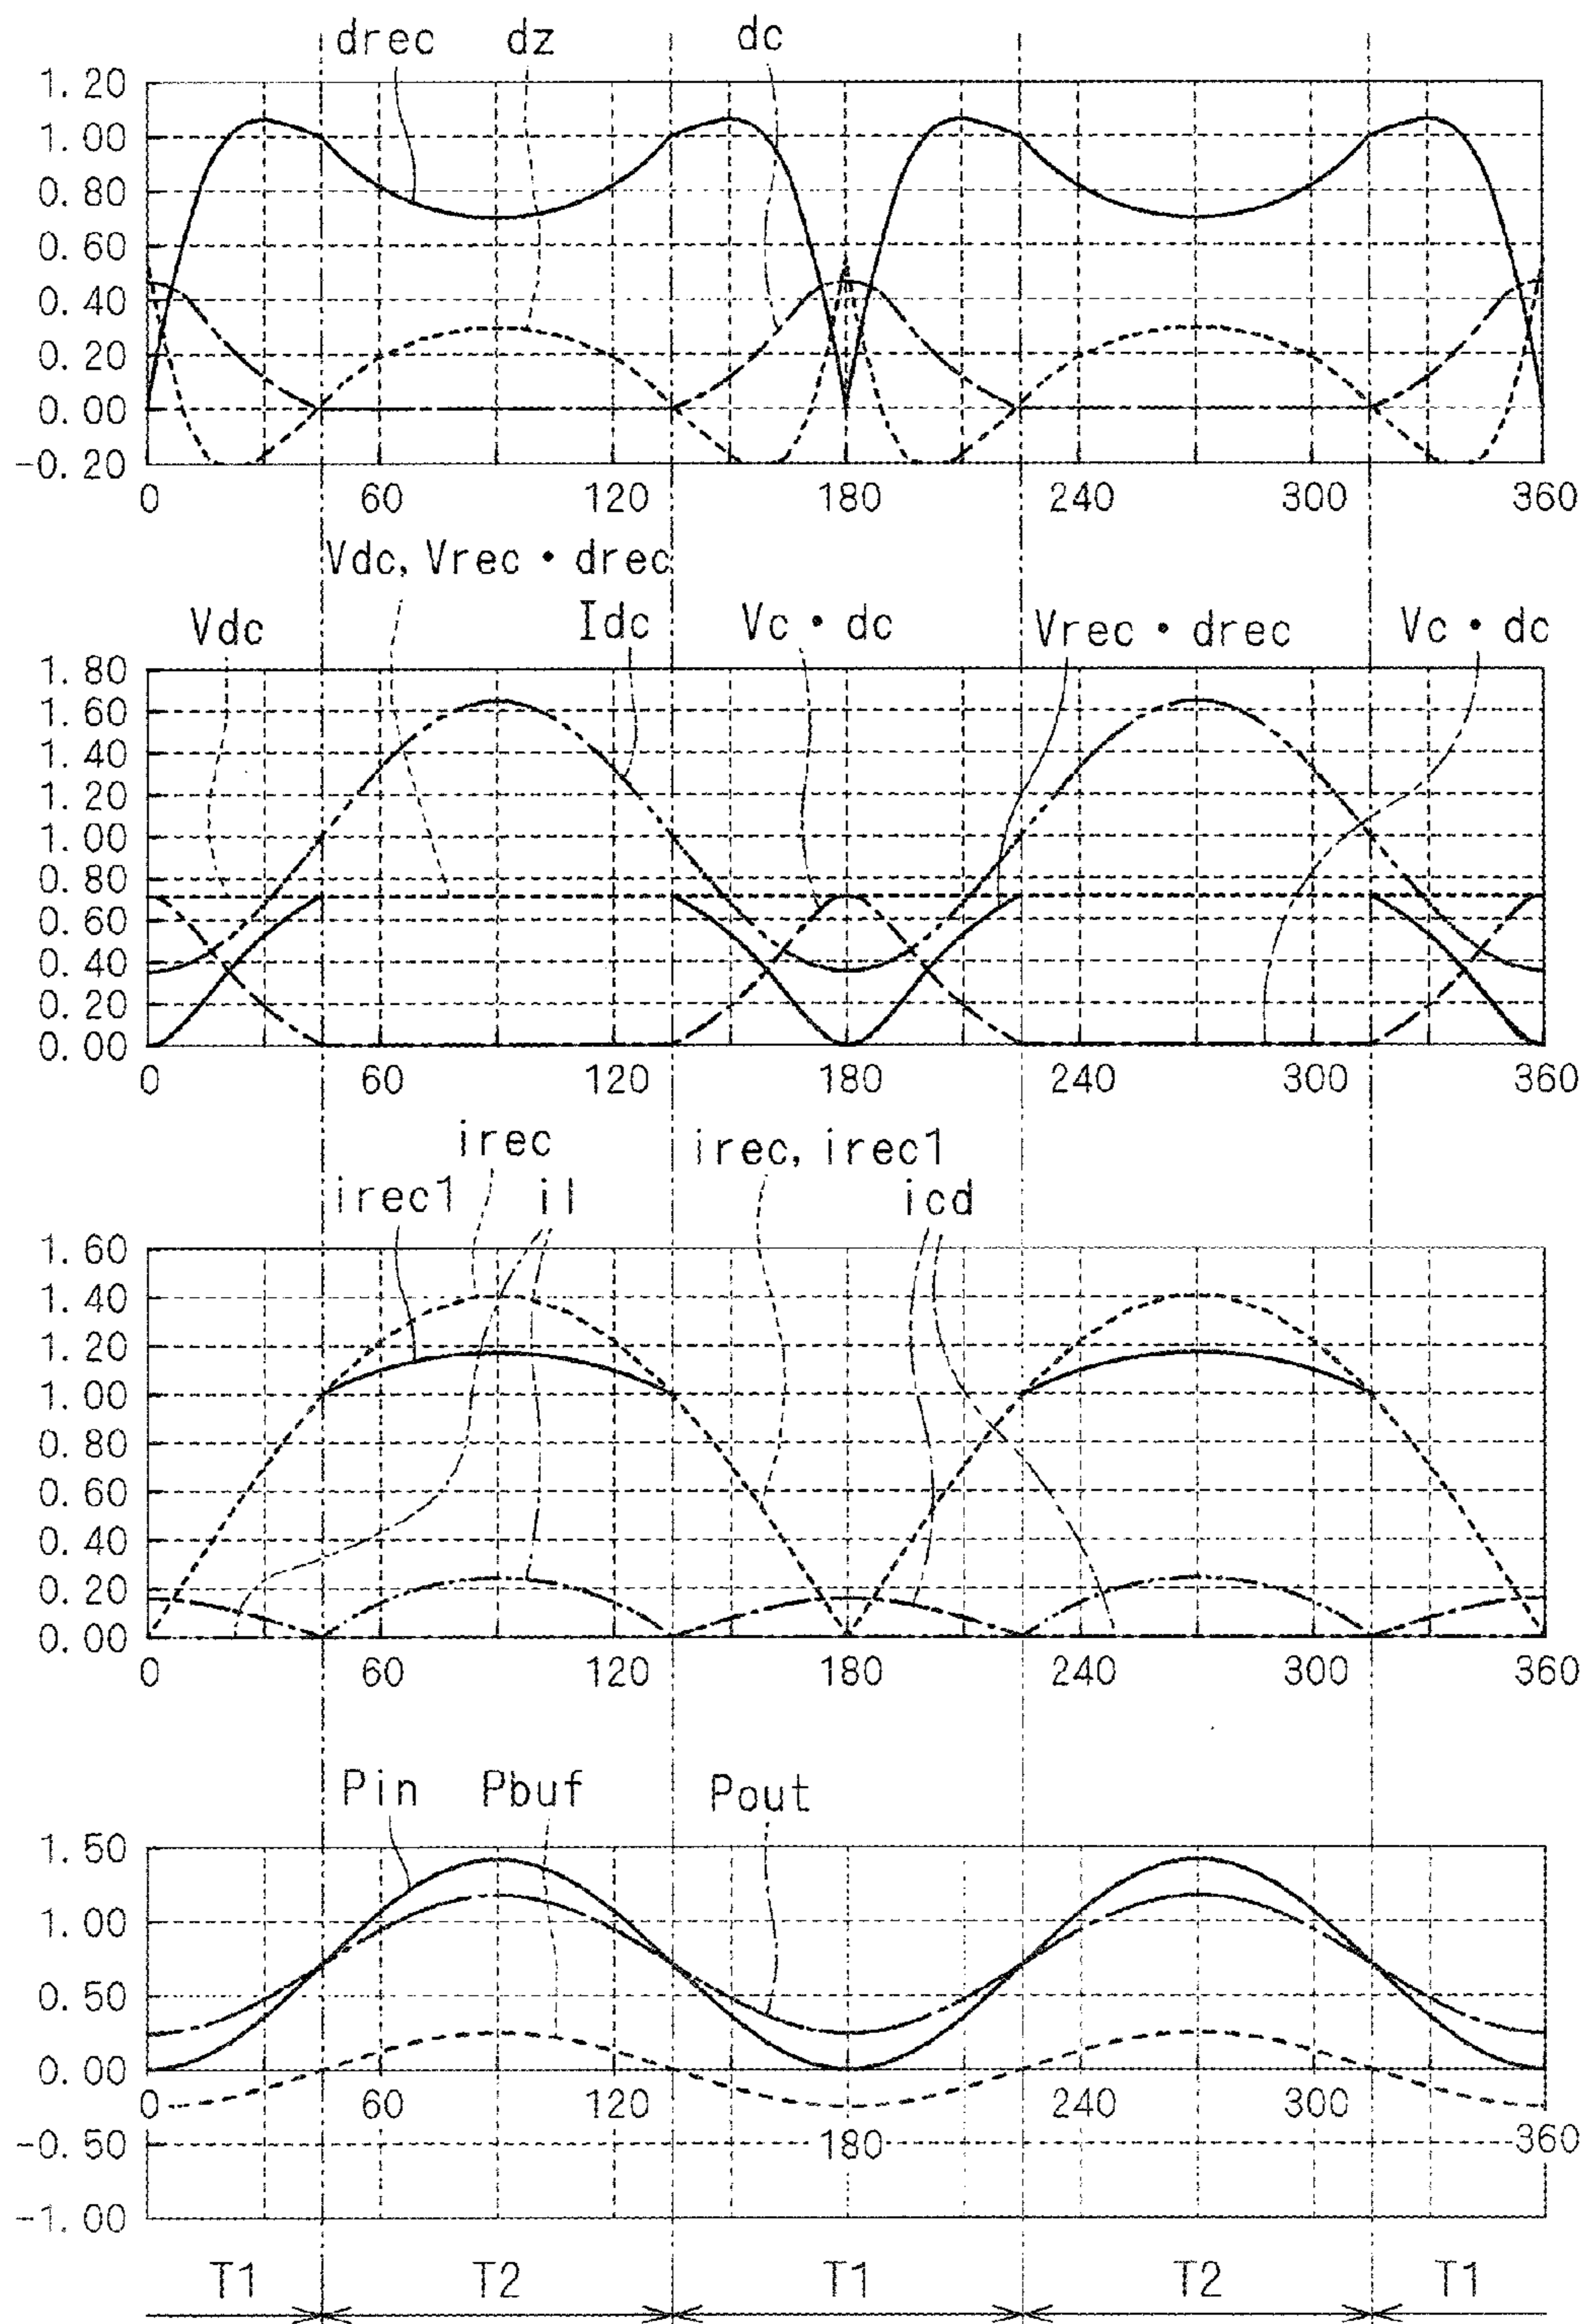 drec dz dc
1.20
1.00
0.80
0.60
0.40
0.20
0.00
-0.20
0 60 120 180 240 300 360
Vdc, Vrec・drec
Vdc Idc Vc・dc Vrec・drec Vc・dc
1.80
1.60
1.40
1.20
1.00
0.80
0.60
0.40
0.20
0.00
0 60 120 180 240 300 360
irec irec, irec1
irec1 il icd
1.60
1.40
1.20
1.00
0.80
0.60
0.40
0.20
0.00
0 60 120 180 240 300 360
Pin Pbuf Pout
1.50
1.00
0.50
0.00
0 60 120 240 300
-0.50 180 360
-1.00
T1 T2 T1 T2 T1